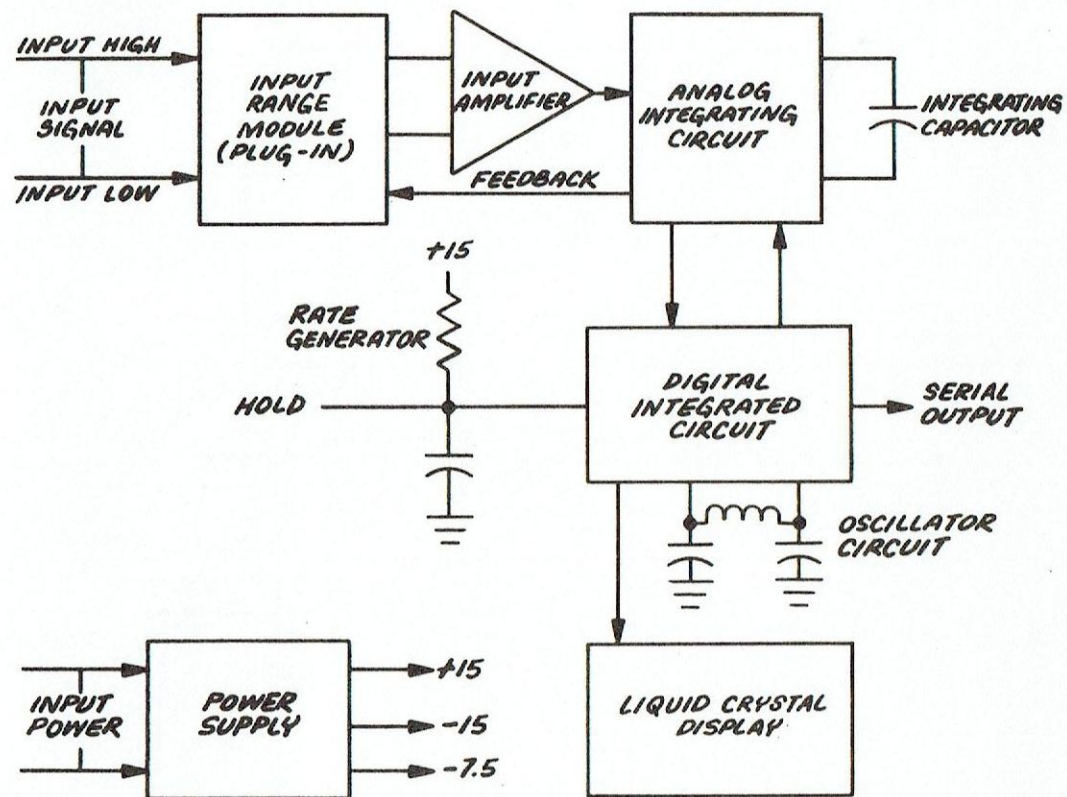 INPUT HIGH
INPUT
SIGNAL
INPUT LOW
INPUT
RANGE
MODULE
(PLUG-IN)
INPUT
AMPLIFIER
FEEDBACK
ANALOG
INTEGRATING
CIRCUIT
INTEGRATING
CAPACITOR
+15
RATE
GENERATOR
HOLD
DIGITAL
INTEGRATED
CIRCUIT
SERIAL
OUTPUT
OSCILLATOR
CIRCUIT
INPUT
POWER
POWER
SUPPLY
+15
-15
-7.5
LIQUID CRYSTAL
DISPLAY